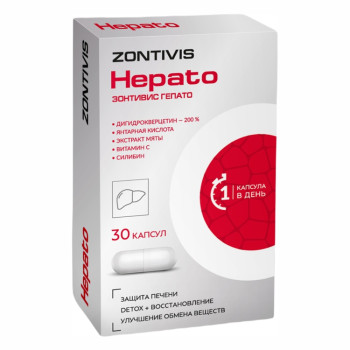 ZONTIVIS
Hepato
ЗОНТИВИС ГЕПАТО
• ДИГИДРОКВЕРЦЕТИН – 200 %
• ЯНТАРНАЯ КИСЛОТА
• ЭКСТРАКТ МЯТЫ
• ВИТАМИН С
• СИЛИБИН
1 КАПСУЛА
В ДЕНЬ
30 КАПСУЛ
ЗАЩИТА ПЕЧЕНИ
DETOX + ВОССТАНОВЛЕНИЕ
УЛУЧШЕНИЕ ОБМЕНА ВЕЩЕСТВ
ZONTIVIS
Hepato